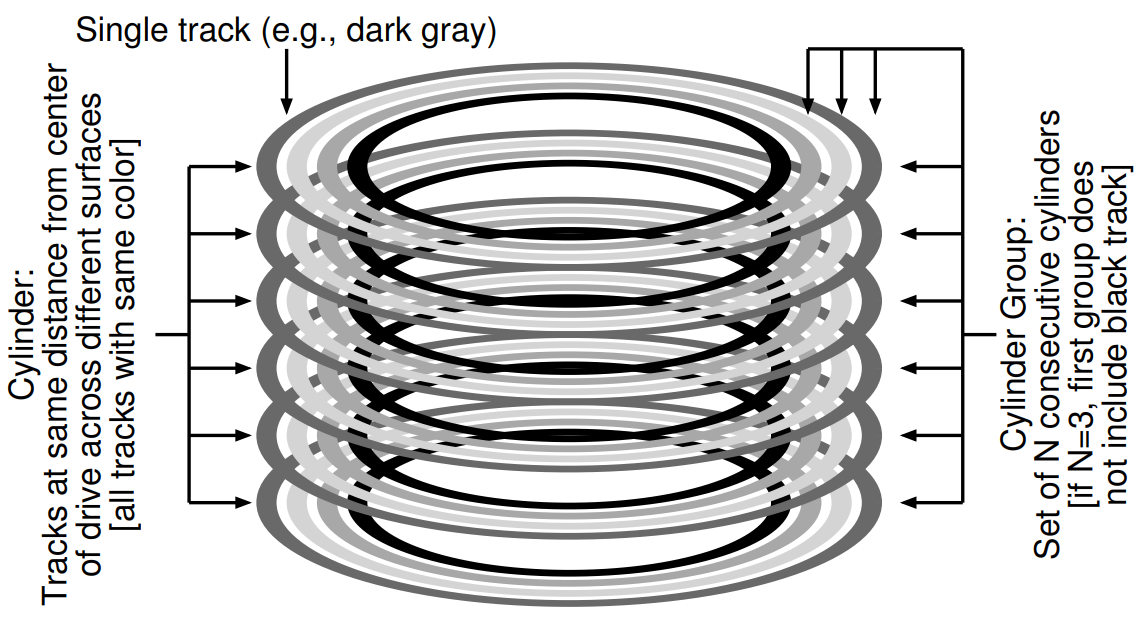 Single track (e.g., dark gray)
Cylinder:
Tracks at same distance from center
of drive across different surfaces
[all tracks with same color]
Cylinder Group:
Set of N consecutive cylinders
[if N=3, first group does
not include black track]